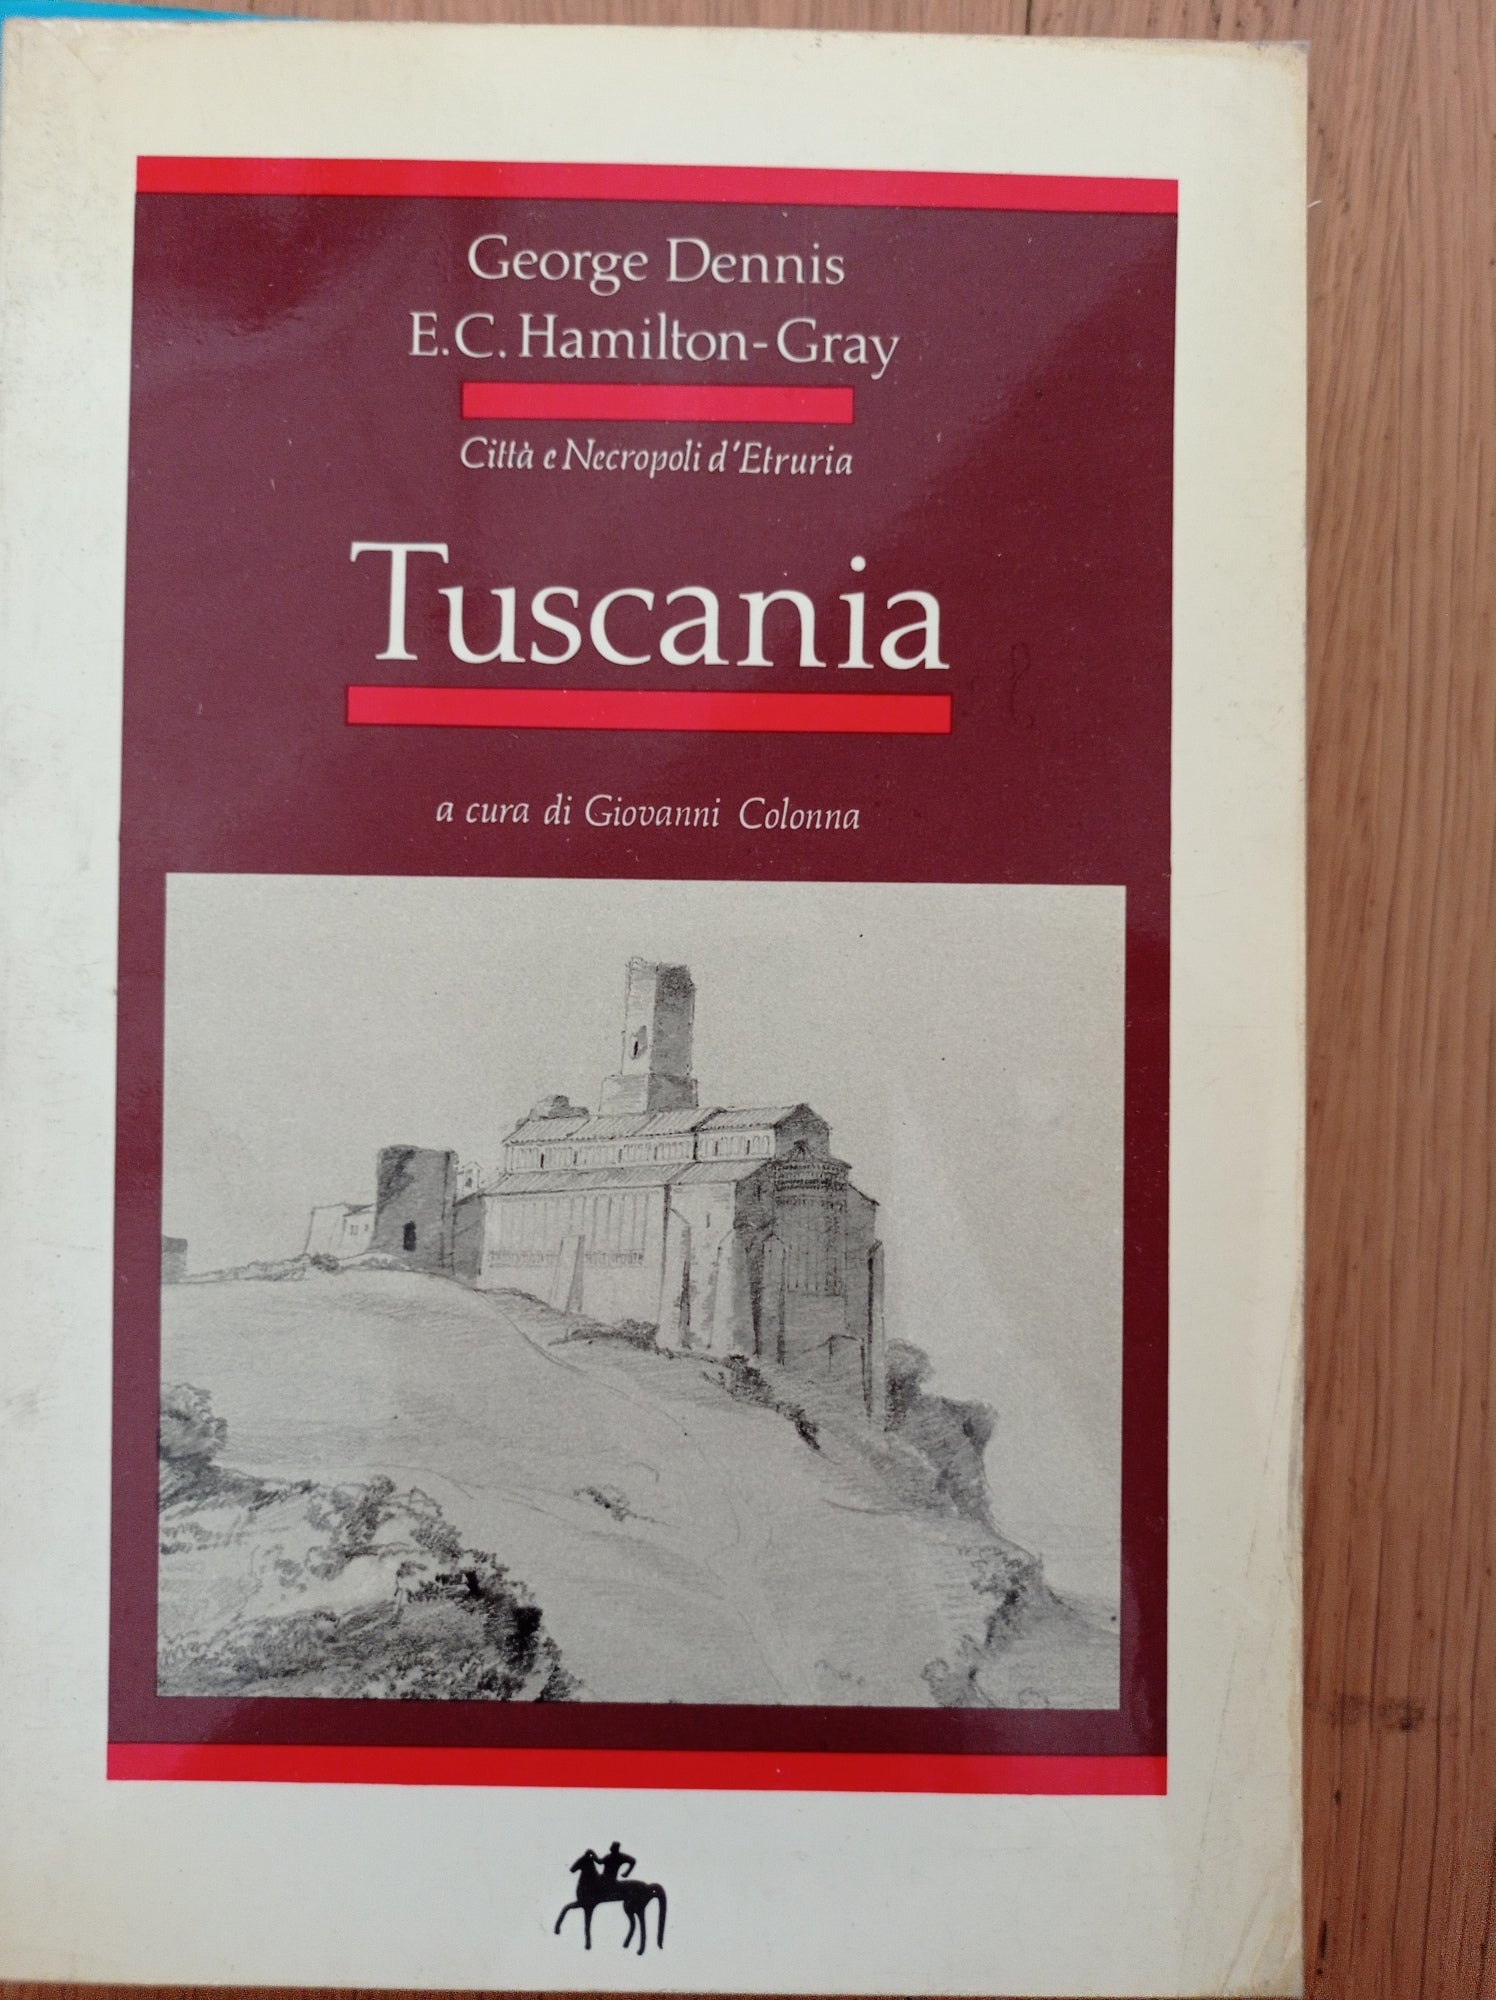 George Dennis
E.C. Hamilton-Gray
Città e Necropoli d'Etruria
Tuscania
a cura di Giovanni Colonna